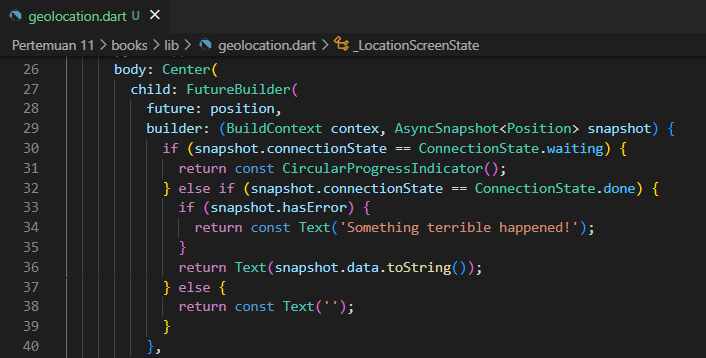 geolocation.dart U ×
Pertemuan 11 > books > lib > geolocation.dart > _LocationScreenState
26 body: Center(
27 child: FutureBuilder(
28 future: position,
29 builder: (BuildContext contex, AsyncSnapshot<Position> snapshot) {
30 if (snapshot.connectionState == ConnectionState.waiting) {
31 return const CircularProgressIndicator();
32 } else if (snapshot.connectionState == ConnectionState.done) {
33 if (snapshot.hasError) {
34 return const Text('Something terrible happened!');
35 }
36 return Text(snapshot.data.toString());
37 } else {
38 return const Text('');
39 }
40 },